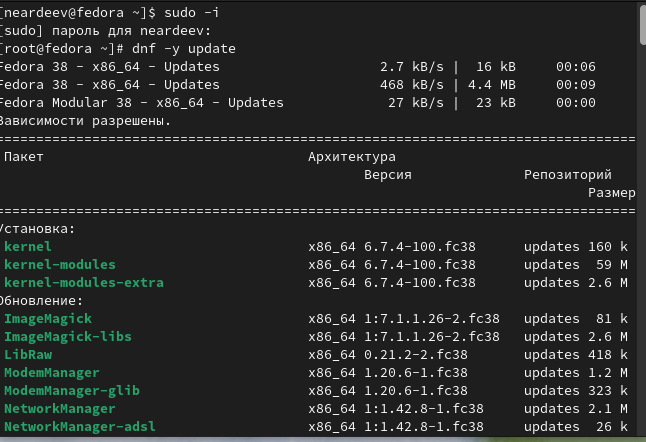 [neardeev@fedora ~]$ sudo -i
[sudo] пароль для neardeev:
[root@fedora ~]# dnf -y update
Fedora 38 - x86_64 - Updates 2.7 kB/s | 16 kB 00:06
Fedora 38 - x86_64 - Updates 468 kB/s | 4.4 MB 00:09
Fedora Modular 38 - x86_64 - Updates 27 kB/s | 23 kB 00:00
Зависимости разрешены.
================================================================================
Пакет Архитектура
Версия Репозиторий
Размер
================================================================================
Установка:
kernel x86_64 6.7.4-100.fc38 updates 160 k
kernel-modules x86_64 6.7.4-100.fc38 updates 59 M
kernel-modules-extra x86_64 6.7.4-100.fc38 updates 2.6 M
Обновление:
ImageMagick x86_64 1:7.1.1.26-2.fc38 updates 81 k
ImageMagick-libs x86_64 1:7.1.1.26-2.fc38 updates 2.6 M
LibRaw x86_64 0.21.2-2.fc38 updates 418 k
ModemManager x86_64 1.20.6-1.fc38 updates 1.2 M
ModemManager-glib x86_64 1.20.6-1.fc38 updates 323 k
NetworkManager x86_64 1:1.42.8-1.fc38 updates 2.1 M
NetworkManager-adsl x86_64 1:1.42.8-1.fc38 updates 26 k